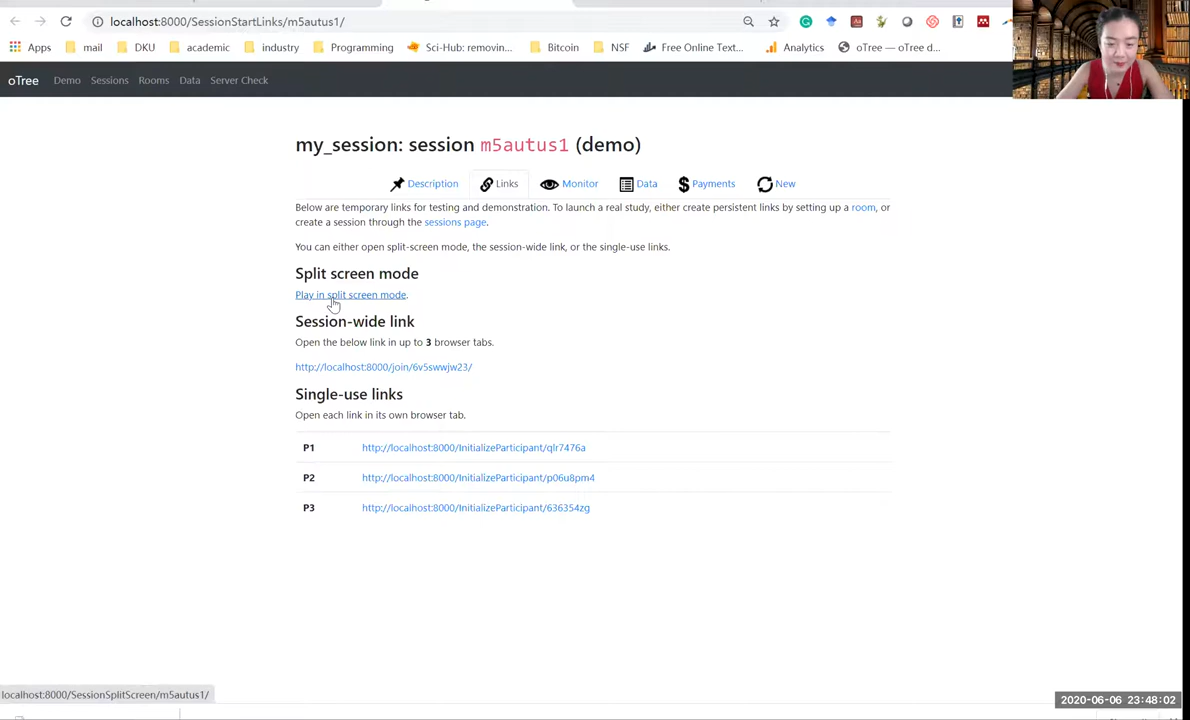 localhost:8000/SessionStartLinks/m5autus1/
Apps mail DKU academic industry Programming Sci-Hub: removin... Bitcoin NSF Free Online Text... Analytics oTree — oTree d...
oTree Demo Sessions Rooms Data Server Check
my_session: session m5autus1 (demo)
Description Links Monitor Data Payments New
Below are temporary links for testing and demonstration. To launch a real study, either create persistent links by setting up a room, or
create a session through the sessions page.
You can either open split-screen mode, the session-wide link, or the single-use links.
Split screen mode
Play in split screen mode.
Session-wide link
Open the below link in up to 3 browser tabs.
http://localhost:8000/join/6v5swwjw23/
Single-use links
Open each link in its own browser tab.
P1 http://localhost:8000/InitializeParticipant/qlr7476a
P2 http://localhost:8000/InitializeParticipant/p06u8pm4
P3 http://localhost:8000/InitializeParticipant/636354zg
localhost:8000/SessionSplitScreen/m5autus1/
2020-06-06 23:48:02